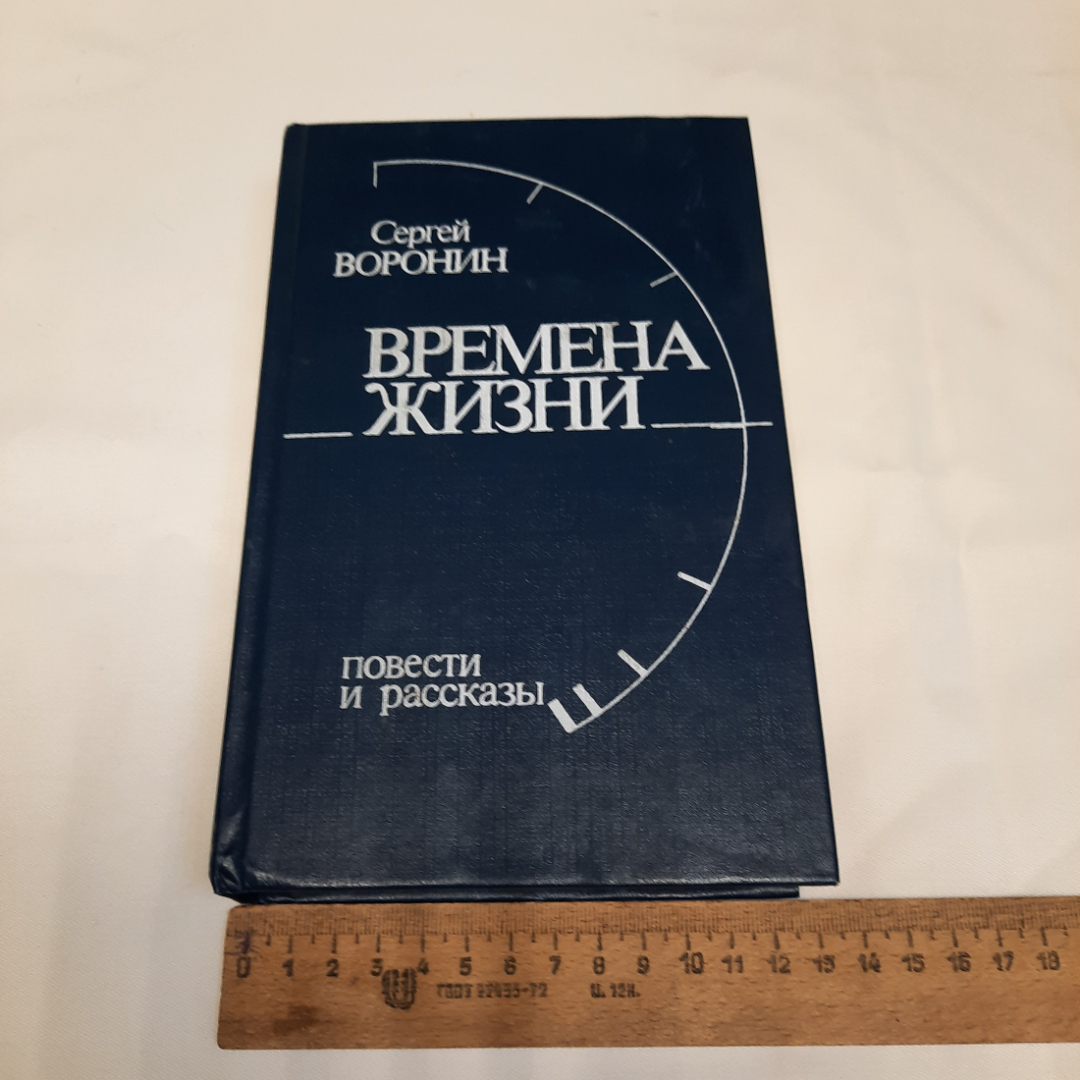 Сергей
ВОРОНИН
ВРЕМЕНА
ЖИЗНИ
повести
и рассказы
0 1 2 3 4 5 6 7 8 9 10 11 12 13 14 15 16 17 18
ГОСТ